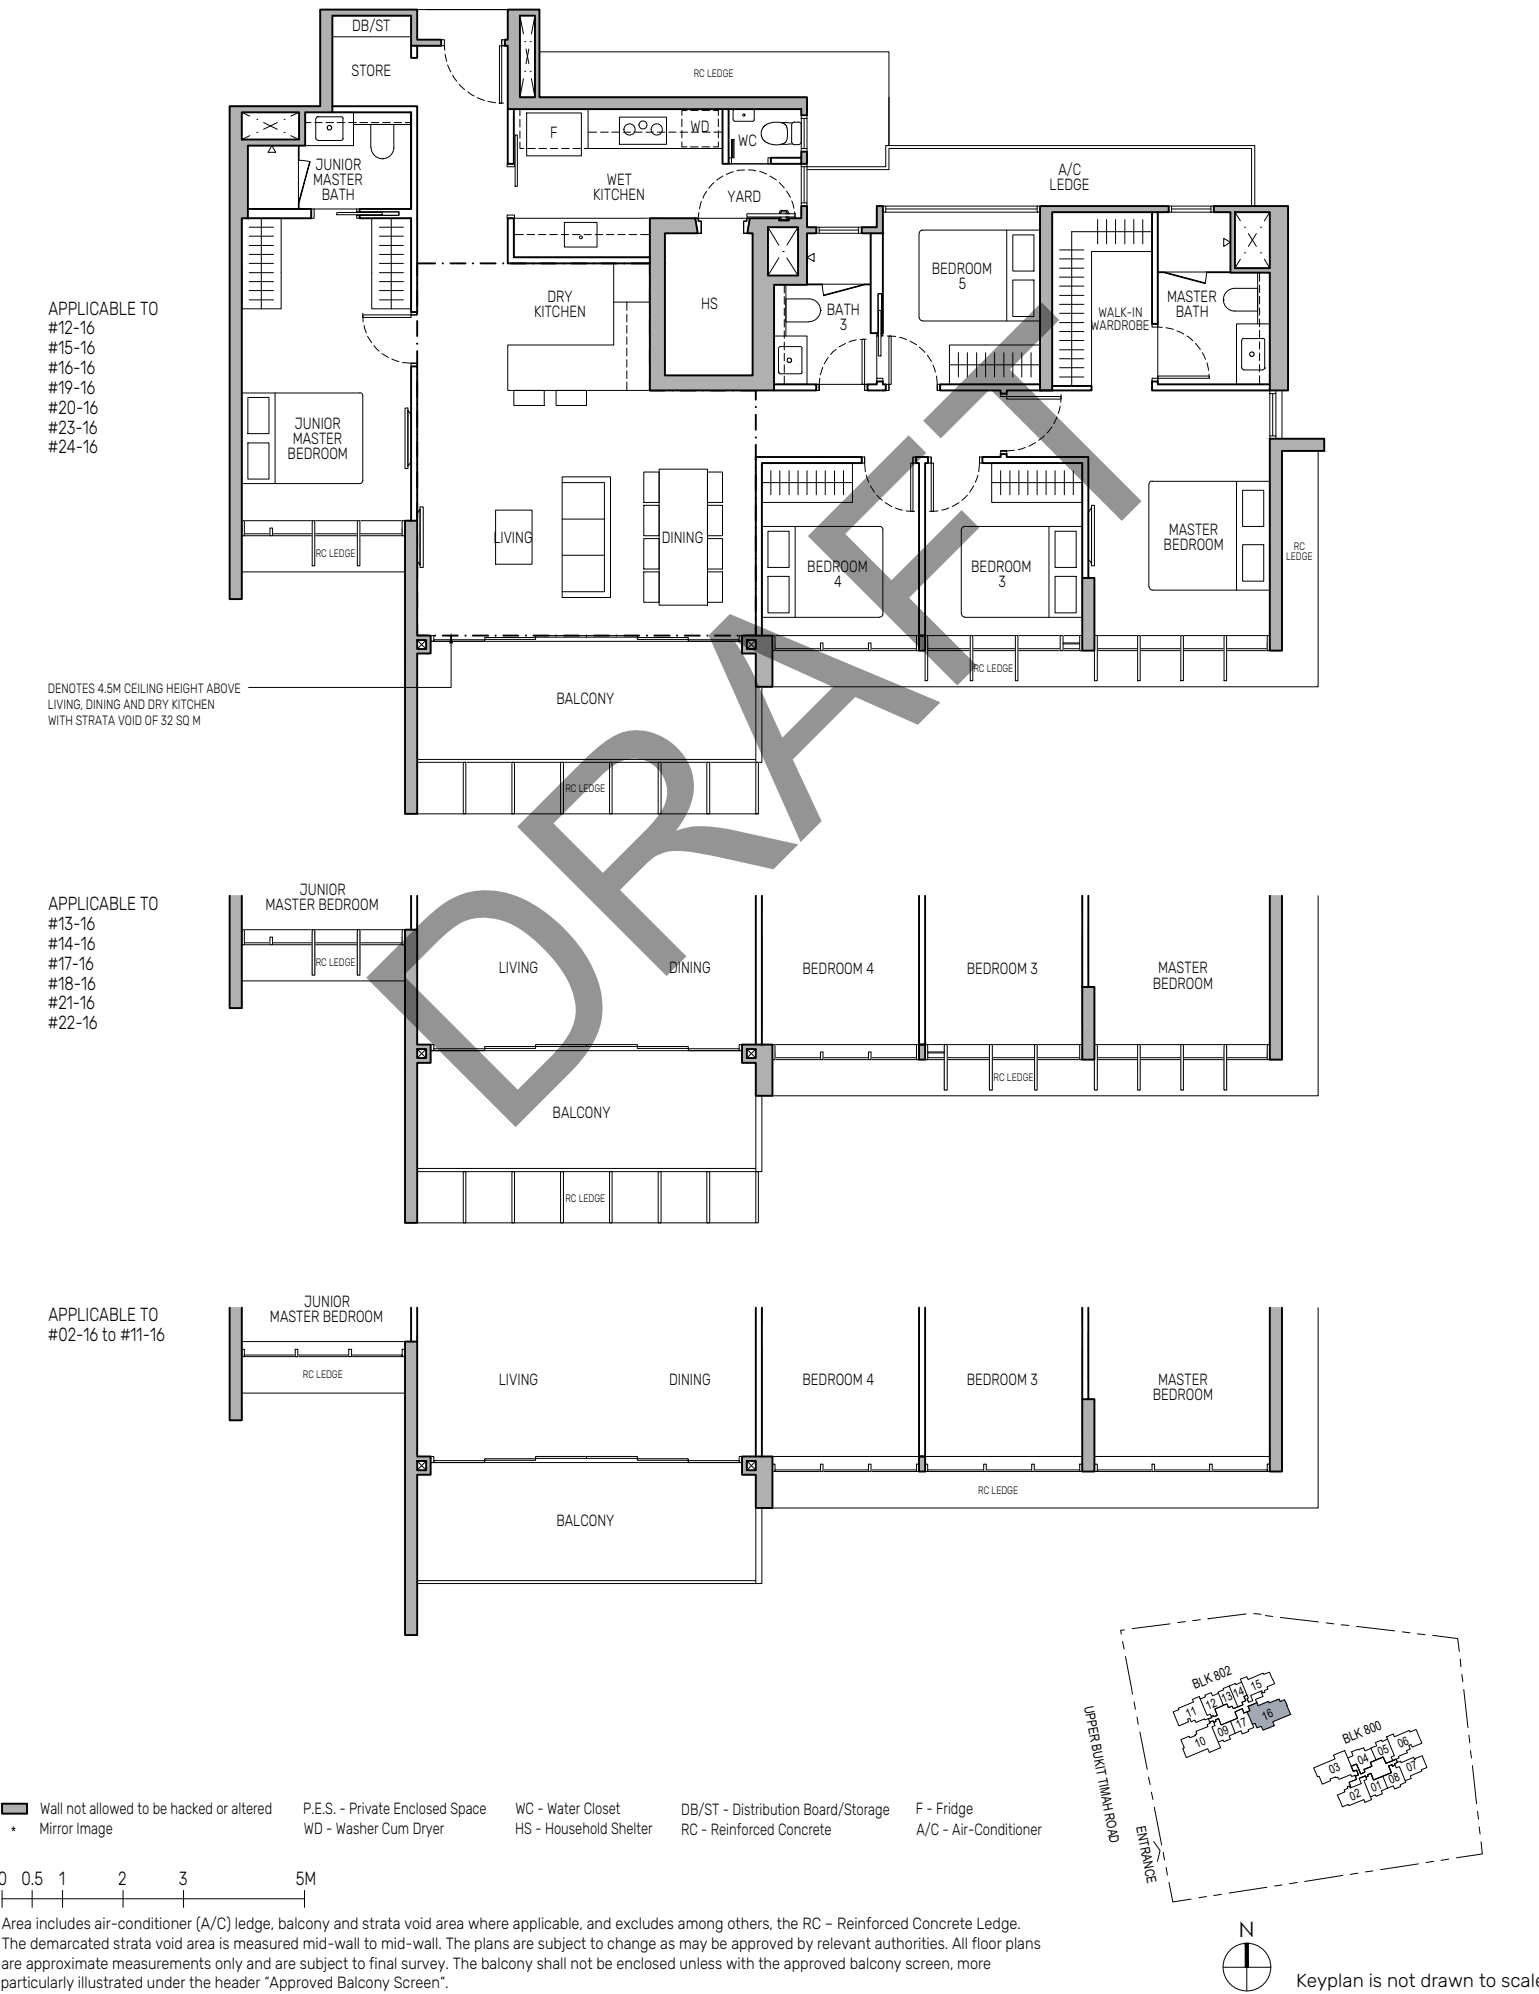 DB/ST
STORE
RC LEDGE
F
WD
WC
JUNIOR
MASTER
BATH
WET
KITCHEN
YARD
A/C
LEDGE
DRY
KITCHEN
HS
BATH
3
BEDROOM
5
WALK-IN
WARDROBE
MASTER
BATH
APPLICABLE TO
#12-16
#15-16
#16-16
#19-16
#20-16
#23-16
#24-16
JUNIOR
MASTER
BEDROOM
RC LEDGE
LIVING
DINING
BEDROOM
4
BEDROOM
3
MASTER
BEDROOM
RC
LEDGE
RC LEDGE
DENOTES 4.5M CEILING HEIGHT ABOVE
LIVING, DINING AND DRY KITCHEN
WITH STRATA VOID OF 32 SQ M
BALCONY
RC LEDGE
DRAFT
APPLICABLE TO
#13-16
#14-16
#17-16
#18-16
#21-16
#22-16
JUNIOR
MASTER BEDROOM
RC LEDGE
LIVING
DINING
BEDROOM 4
BEDROOM 3
MASTER
BEDROOM
RC LEDGE
BALCONY
RC LEDGE
APPLICABLE TO
#02-16 to #11-16
JUNIOR
MASTER BEDROOM
RC LEDGE
LIVING
DINING
BEDROOM 4
BEDROOM 3
MASTER
BEDROOM
RC LEDGE
BALCONY
BLK 802
11
12
13
14
15
10
09
17
16
BLK 800
03
04
05
06
02
01
08
07
UPPER BUKIT TIMAH ROAD
ENTRANCE
Wall not allowed to be hacked or altered
* Mirror Image
P.E.S. - Private Enclosed Space
WD - Washer Cum Dryer
WC - Water Closet
HS - Household Shelter
DB/ST - Distribution Board/Storage
RC - Reinforced Concrete
F - Fridge
A/C - Air-Conditioner
0 0.5 1 2 3 5M
Area includes air-conditioner (A/C) ledge, balcony and strata void area where applicable, and excludes among others, the RC – Reinforced Concrete Ledge.
The demarcated strata void area is measured mid-wall to mid-wall. The plans are subject to change as may be approved by relevant authorities. All floor plans
are approximate measurements only and are subject to final survey. The balcony shall not be enclosed unless with the approved balcony screen, more
particularly illustrated under the header “Approved Balcony Screen”.
N
Keyplan is not drawn to scale